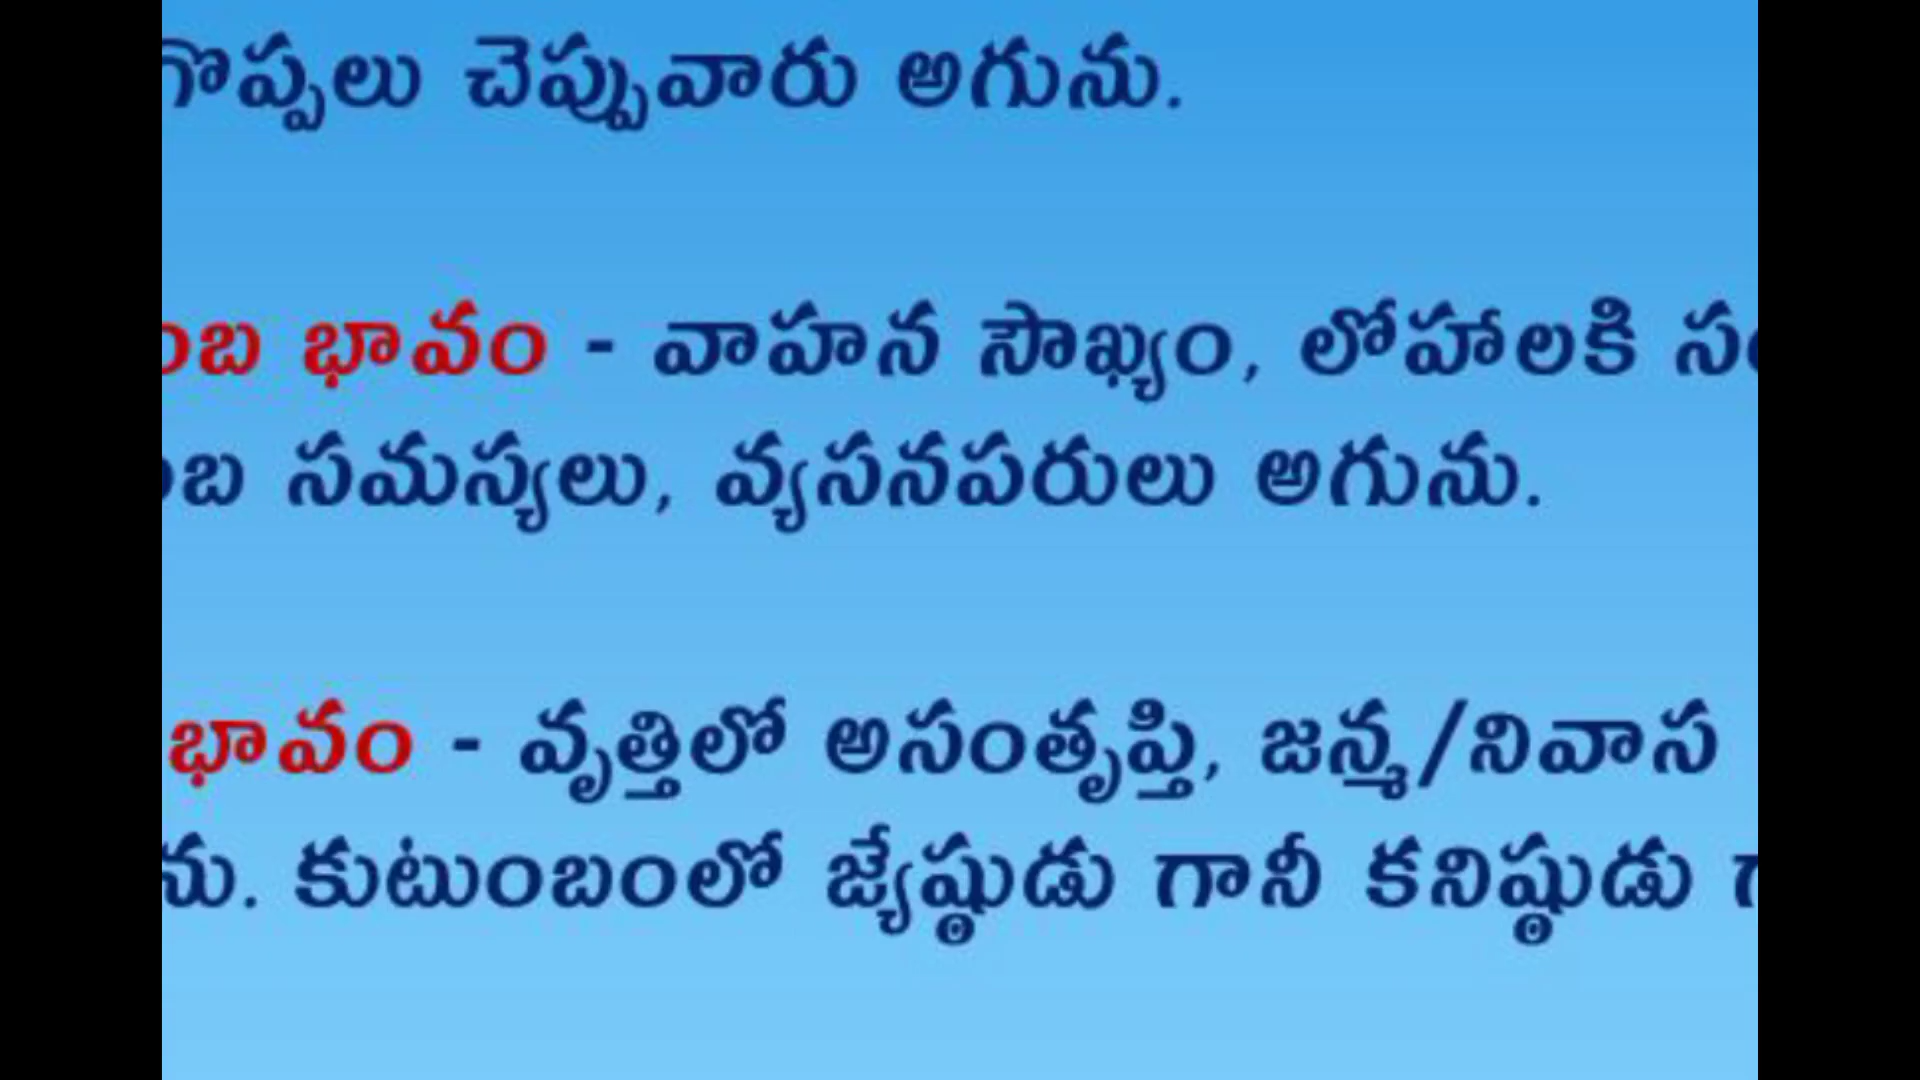 గొప్పలు చెప్పువారు అగును.
భావం - వాహన సౌఖ్యం, లోహాలకి
సమస్యలు, వ్యసనపరులు అగును.
భావం - వృత్తిలో అసంతృప్తి, జన్మ/నివాస
కుటుంబంలో జ్యేష్ఠుడు గానీ కనిష్ఠుడు